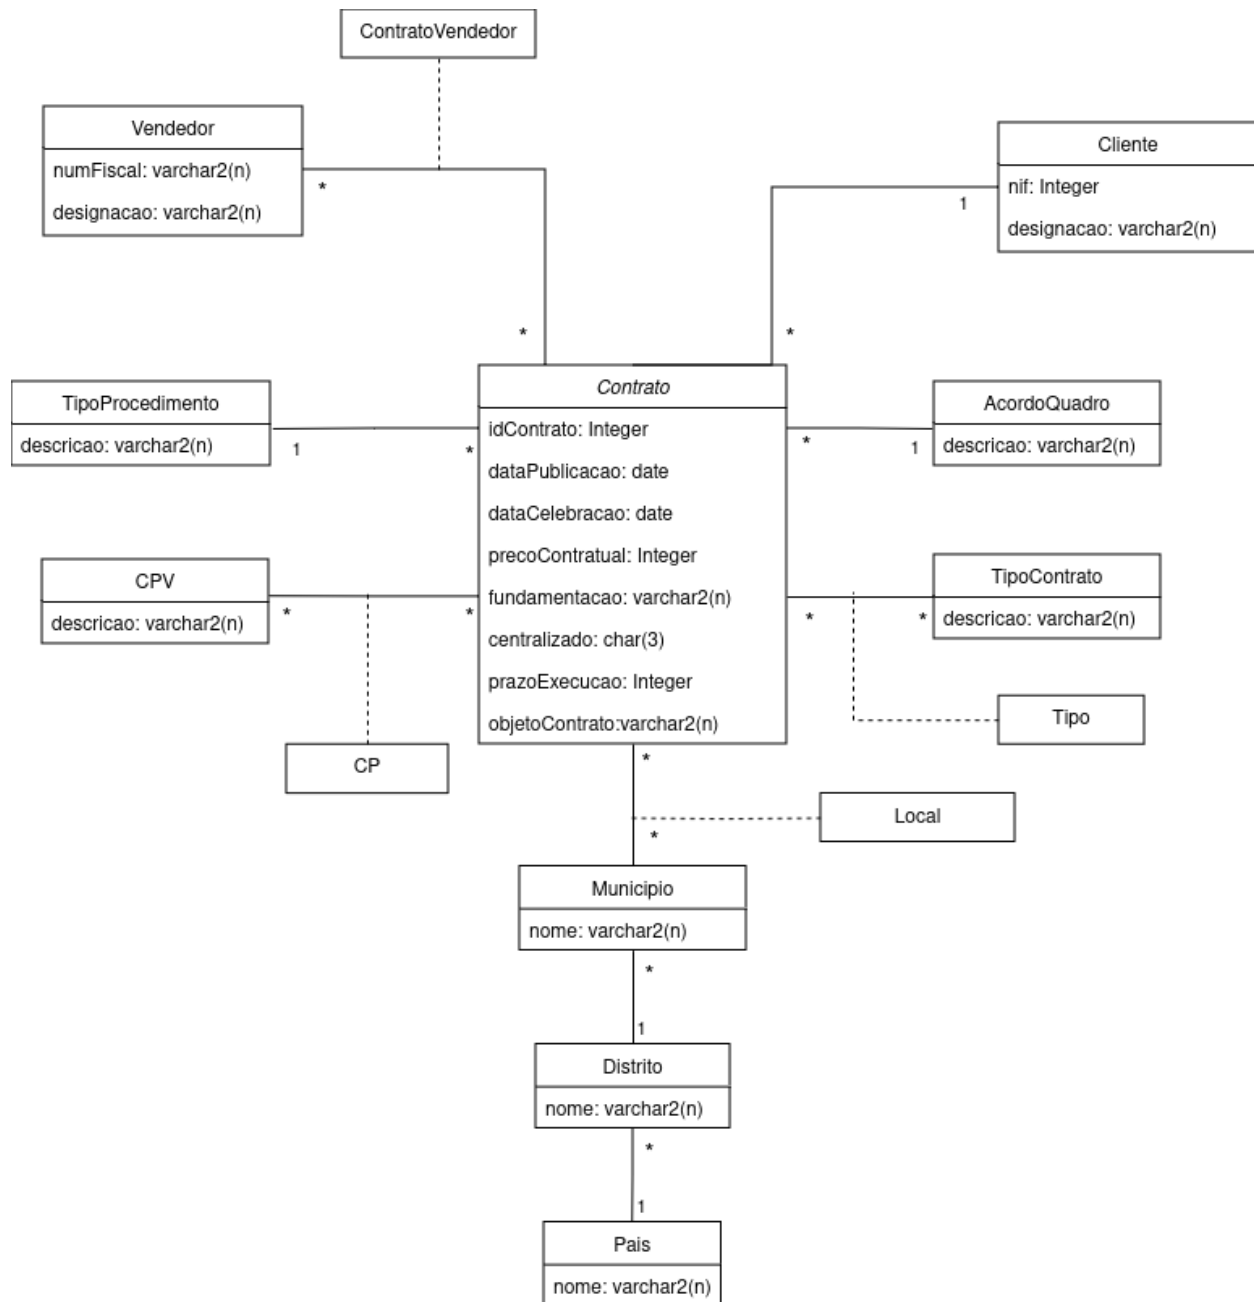 ContratoVendedor
Vendedor
numFiscal: varchar2(n)
designacao: varchar2(n)
*
*
Cliente
nif: Integer
designacao: varchar2(n)
1
*
TipoProcedimento
descricao: varchar2(n)
1
*
Contrato
idContrato: Integer
dataPublicacao: date
dataCelebracao: date
precoContratual: Integer
fundamentacao: varchar2(n)
centralizado: char(3)
prazoExecucao: Integer
objetoContrato:varchar2(n)
AcordoQuadro
descricao: varchar2(n)
*
1
CPV
descricao: varchar2(n)
*
*
TipoContrato
descricao: varchar2(n)
*
*
Tipo
CP
*
Local
*
Municipio
nome: varchar2(n)
*
1
Distrito
nome: varchar2(n)
*
1
Pais
nome: varchar2(n)